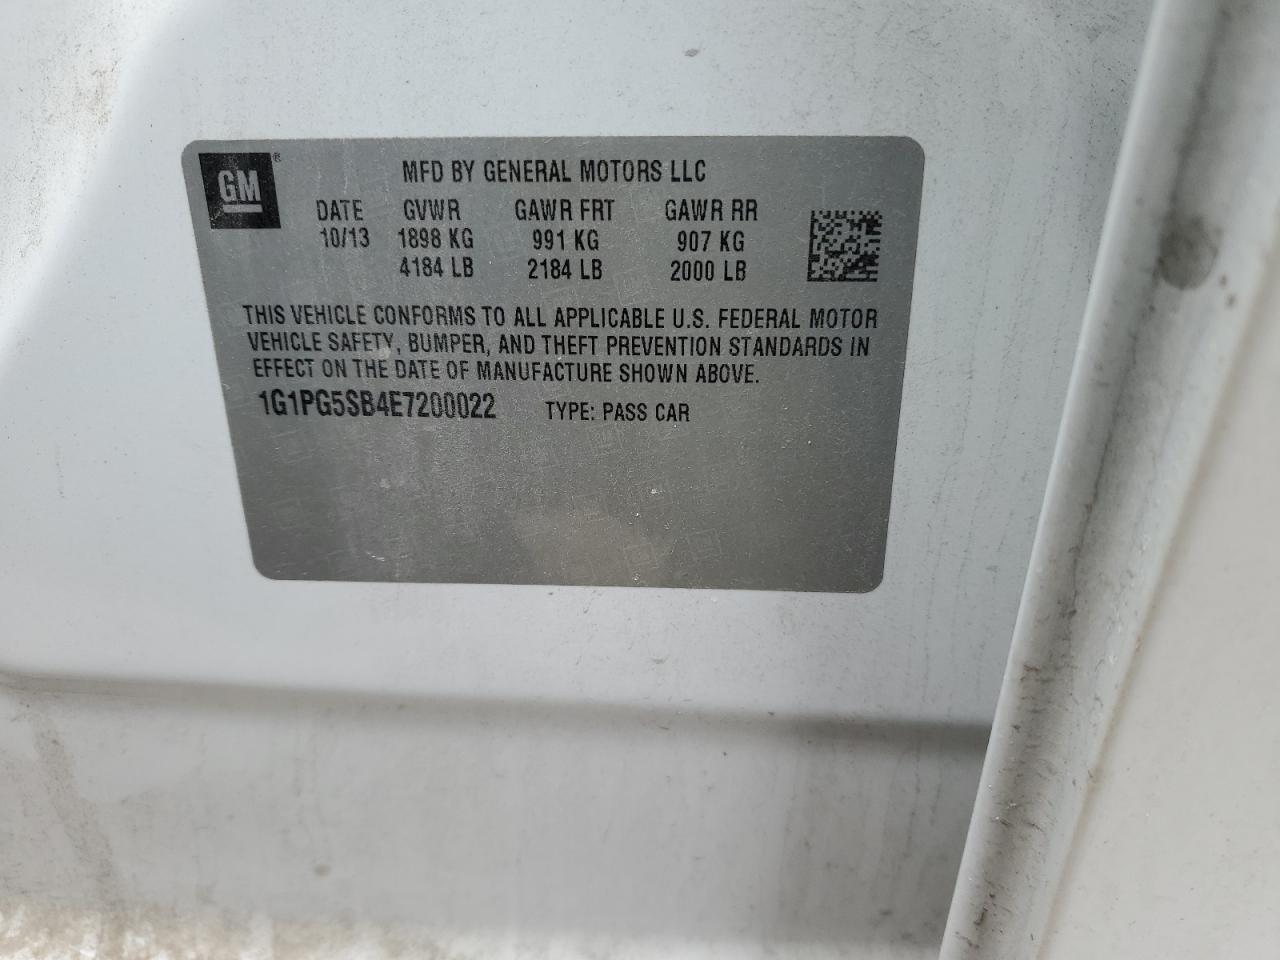 GM®
MFD BY GENERAL MOTORS LLC
DATE GVWR GAWR FRT GAWR RR
10/13 1898 KG 991 KG 907 KG
4184 LB 2184 LB 2000 LB
THIS VEHICLE CONFORMS TO ALL APPLICABLE U.S. FEDERAL MOTOR
VEHICLE SAFETY, BUMPER, AND THEFT PREVENTION STANDARDS IN
EFFECT ON THE DATE OF MANUFACTURE SHOWN ABOVE.
1G1PG5SB4E7200022 TYPE: PASS CAR